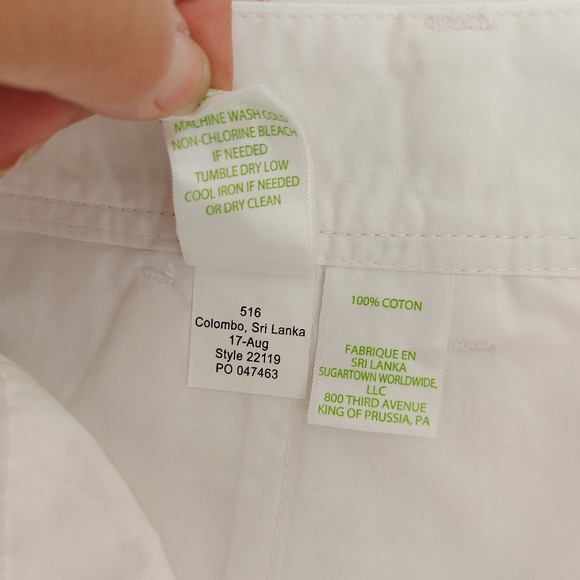 MACHINE WASH COLD
NON-CHLORINE BLEACH
IF NEEDED
TUMBLE DRY LOW
COOL IRON IF NEEDED
OR DRY CLEAN
516
Colombo, Sri Lanka
17-Aug
Style 22119
PO 047463
100% COTON
FABRIQUE EN
SRI LANKA
SUGARTOWN WORLDWIDE,
LLC
800 THIRD AVENUE
KING OF PRUSSIA, PA